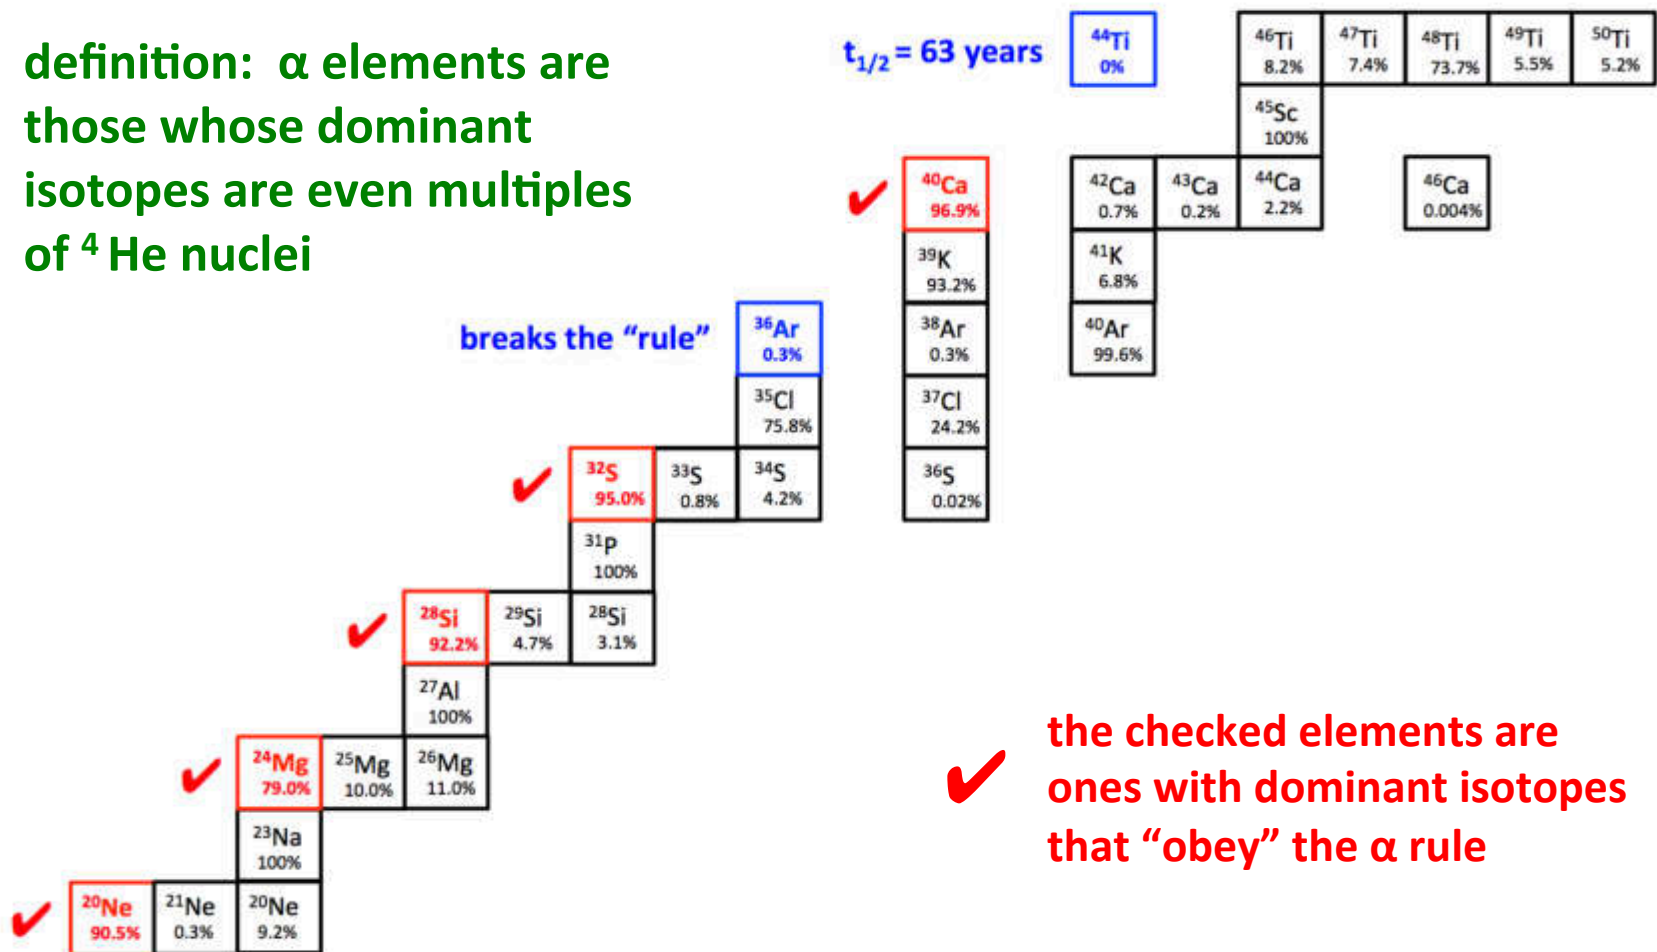 definition: α elements are
those whose dominant
isotopes are even multiples
of ⁴ He nuclei
t₁/₂ = 63 years
⁴⁴Ti
0%
⁴⁶Ti
8.2%
⁴⁷Ti
7.4%
⁴⁸Ti
73.7%
⁴⁹Ti
5.5%
⁵⁰Ti
5.2%
⁴⁵Sc
100%
⁴⁰Ca
96.9%
⁴²Ca
0.7%
⁴³Ca
0.2%
⁴⁴Ca
2.2%
⁴⁶Ca
0.004%
³⁹K
93.2%
⁴¹K
6.8%
breaks the “rule”
³⁶Ar
0.3%
³⁸Ar
0.3%
⁴⁰Ar
99.6%
³⁵Cl
75.8%
³⁷Cl
24.2%
³²S
95.0%
³³S
0.8%
³⁴S
4.2%
³⁶S
0.02%
³¹P
100%
²⁸Si
92.2%
²⁹Si
4.7%
²⁸Si
3.1%
²⁷Al
100%
²⁴Mg
79.0%
²⁵Mg
10.0%
²⁶Mg
11.0%
²³Na
100%
²⁰Ne
90.5%
²¹Ne
0.3%
²⁰Ne
9.2%
the checked elements are
ones with dominant isotopes
that “obey” the α rule